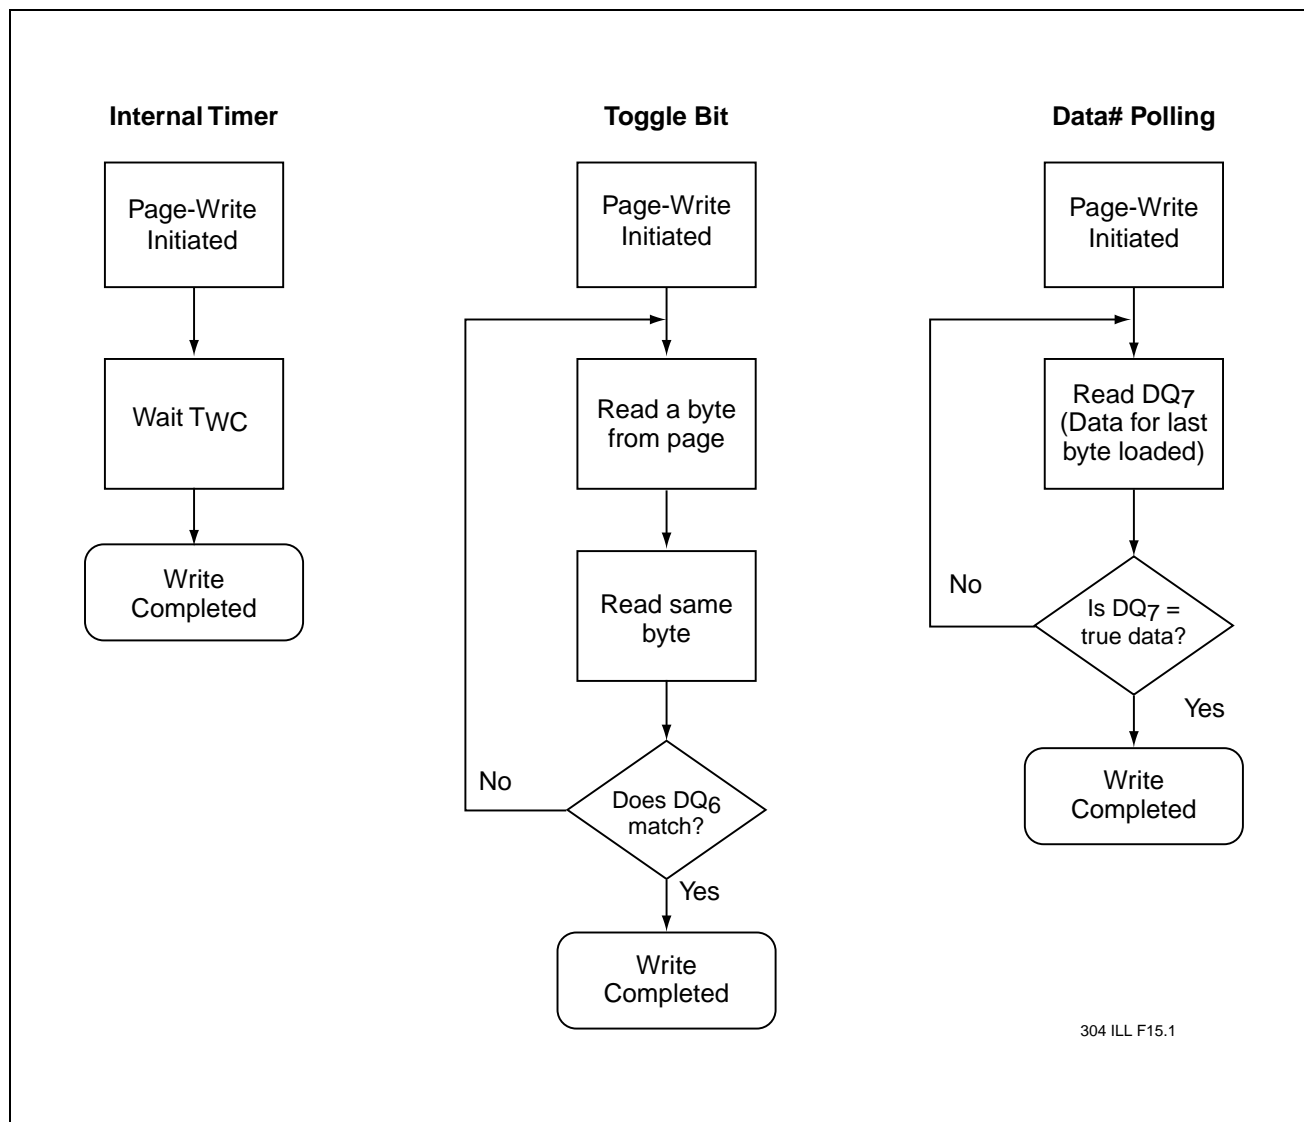 Internal Timer
Page-Write
Initiated
Wait TWC
Write
Completed
Toggle Bit
Page-Write
Initiated
Read a byte
from page
Read same
byte
No
Does DQ6
match?
Yes
Write
Completed
Data# Polling
Page-Write
Initiated
Read DQ7
(Data for last
byte loaded)
No
Is DQ7 =
true data?
Yes
Write
Completed
304 ILL F15.1